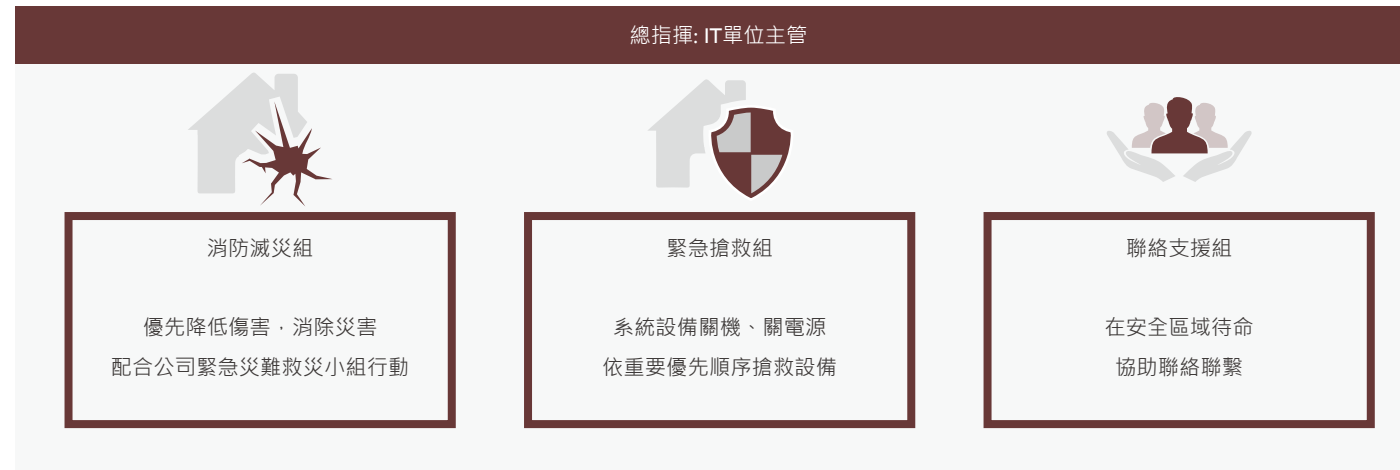 總指揮: IT單位主管
消防滅災組
優先降低傷害，消除災害
配合公司緊急災難救災小組行動
緊急搶救組
系統設備關機、關電源
依重要優先順序搶救設備
聯絡支援組
在安全區域待命
協助聯絡聯繫